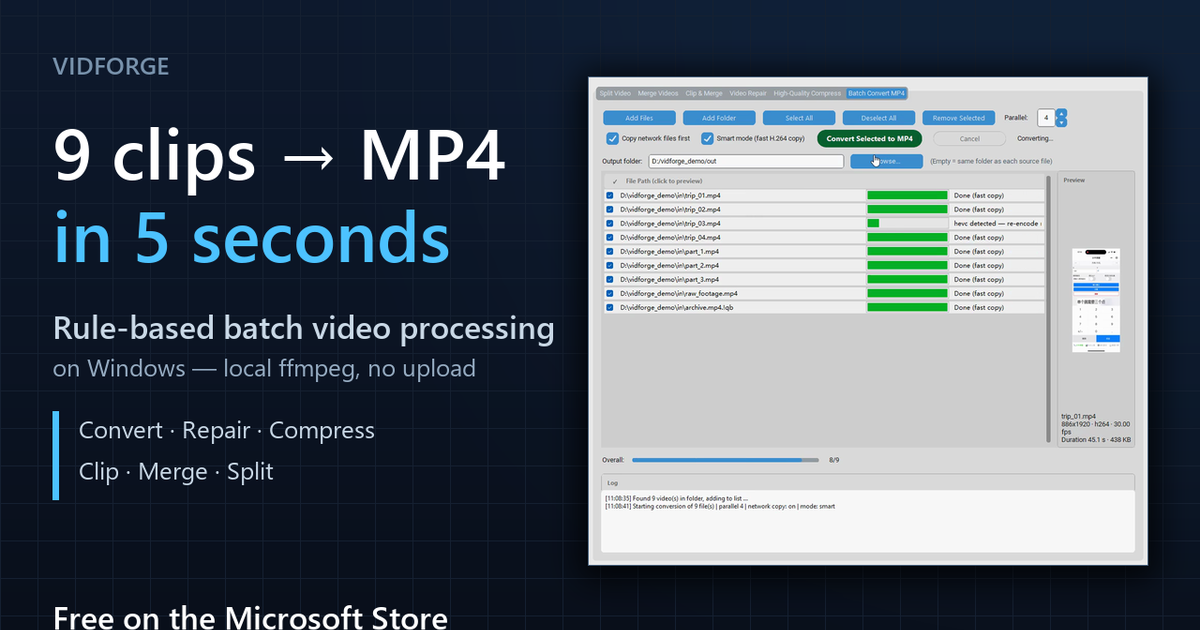 VIDFORGE
9 clips → MP4
in 5 seconds
Rule-based batch video processing
on Windows — local ffmpeg, no upload
Convert · Repair · Compress
Clip · Merge · Split
Free on the Microsoft Store
Split Video Merge Videos Clip & Merge Video Repair High-Quality Compress Batch Convert MP4
Add Files Add Folder Select All Deselect All Remove Selected Parallel: 4
Copy network files first Smart mode (fast H.264 copy) Convert Selected to MP4 Cancel Converting...
Output folder: D:/vidforge_demo/out (Empty = same folder as each source file)
✓ File Path (click to preview) Preview
D:\vidforge_demo\in\trip_01.mp4 Done (fast copy)
D:\vidforge_demo\in\trip_02.mp4 Done (fast copy)
D:\vidforge_demo\in\trip_03.mp4 hevc detected — re-encode
D:\vidforge_demo\in\trip_04.mp4 Done (fast copy)
D:\vidforge_demo\in\part_1.mp4 Done (fast copy)
D:\vidforge_demo\in\part_2.mp4 Done (fast copy)
D:\vidforge_demo\in\part_3.mp4 Done (fast copy)
D:\vidforge_demo\in\raw_footage.mp4 Done (fast copy)
D:\vidforge_demo\in\archive.mp4.!qb Done (fast copy)
trip_01.mp4
886x1920 · h264 · 30.00
fps
Duration 45.1 s · 438 KB
Overall: 8/9
Log
[11:08:35] Found 9 video(s) in folder, adding to list ...
[11:08:41] Starting conversion of 9 file(s) | parallel 4 | network copy: on | mode: smart